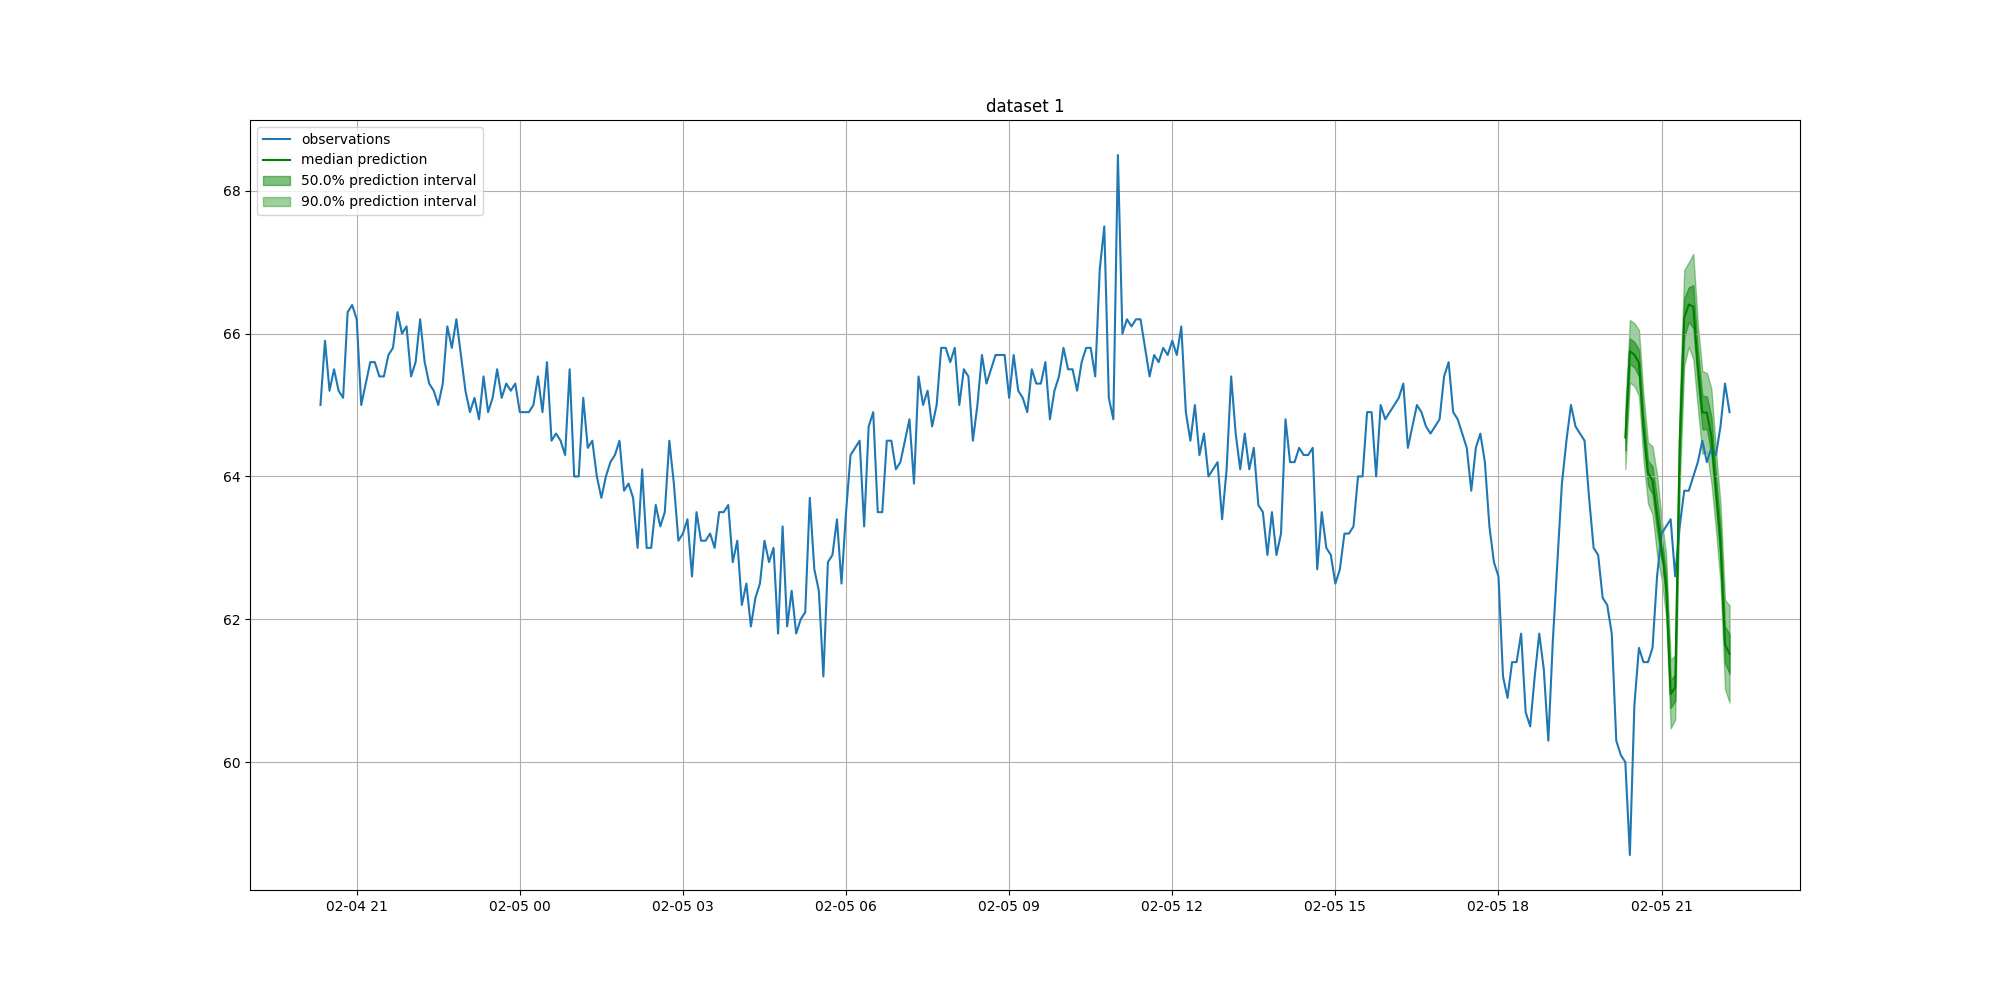 dataset 1
observations
median prediction
50.0% prediction interval
90.0% prediction interval
68
66
64
62
60
02-04 21
02-05 00
02-05 03
02-05 06
02-05 09
02-05 12
02-05 15
02-05 18
02-05 21